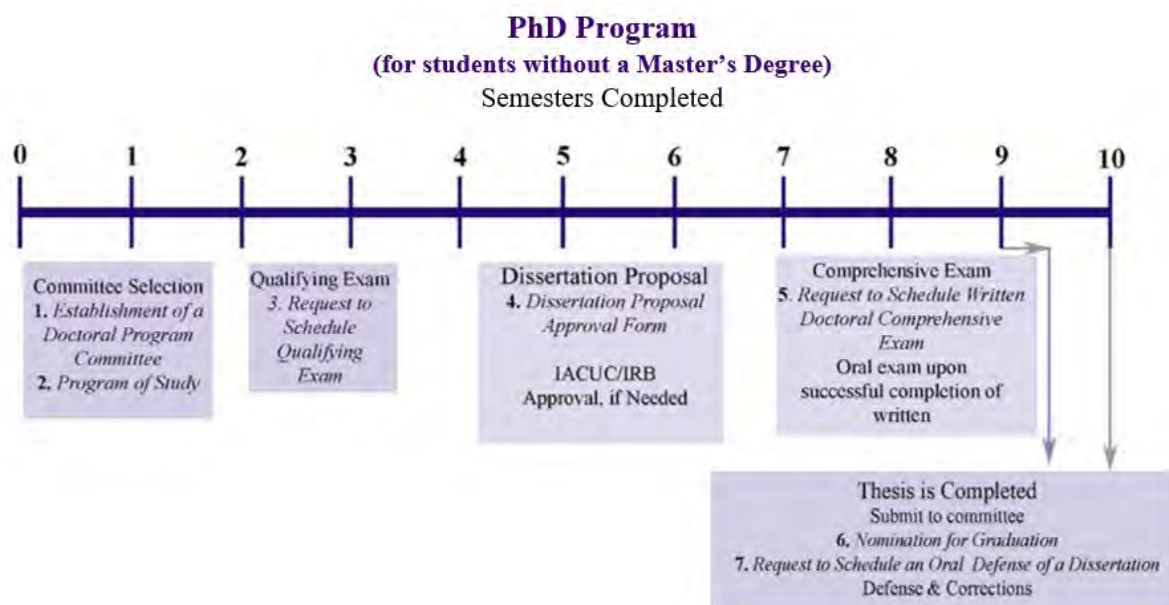 PhD Program
(for students without a Master's Degree)
Semesters Completed
0 1 2 3 4 5 6 7 8 9 10
Committee Selection
1. Establishment of a
Doctoral Program
Committee
2. Program of Study
Qualifying Exam
3. Request to
Schedule
Qualifying
Exam
Dissertation Proposal
4. Dissertation Proposal
Approval Form
IACUC/IRB
Approval, if Needed
Comprehensive Exam
5. Request to Schedule Written
Doctoral Comprehensive
Exam
Oral exam upon
successful completion of
written
Thesis is Completed
Submit to committee
6. Nomination for Graduation
7. Request to Schedule an Oral Defense of a Dissertation
Defense & Corrections